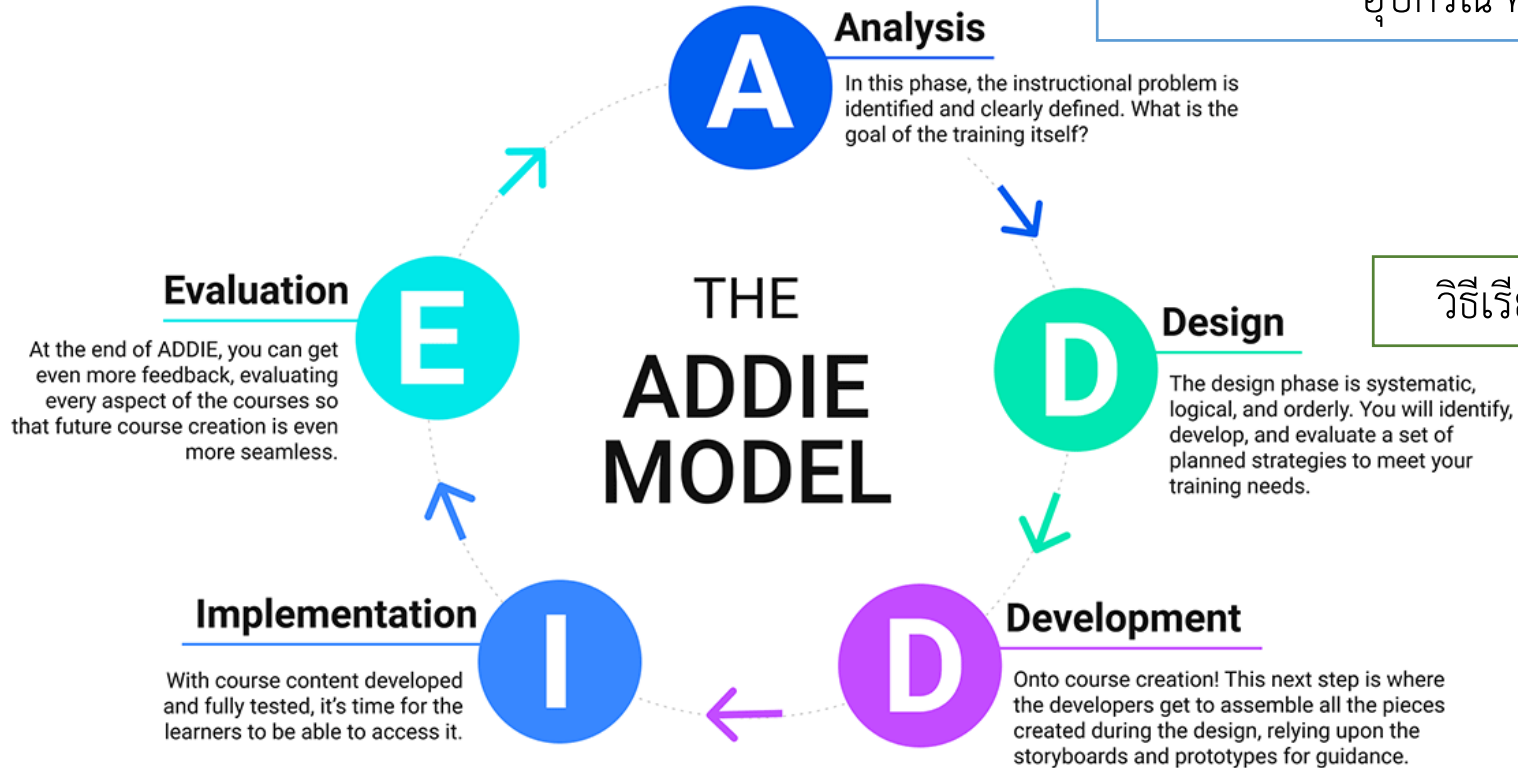 อุปกรณ์
A
Analysis
In this phase, the instructional problem is
identified and clearly defined. What is the
goal of the training itself?
THE
ADDIE
MODEL
D
Design
The design phase is systematic,
logical, and orderly. You will identify,
develop, and evaluate a set of
planned strategies to meet your
training needs.
D
Development
Onto course creation! This next step is where
the developers get to assemble all the pieces
created during the design, relying upon the
storyboards and prototypes for guidance.
I
Implementation
With course content developed
and fully tested, it's time for the
learners to be able to access it.
E
Evaluation
At the end of ADDIE, you can get
even more feedback, evaluating
every aspect of the courses so
that future course creation is even
more seamless.